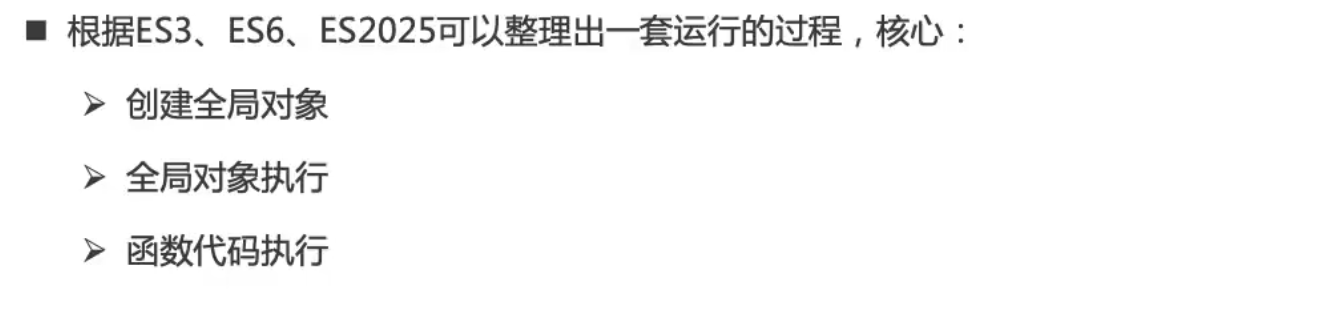 ■ 根据ES3、ES6、ES2025可以整理出一套运行的过程，核心：
➢ 创建全局对象
➢ 全局对象执行
➢ 函数代码执行